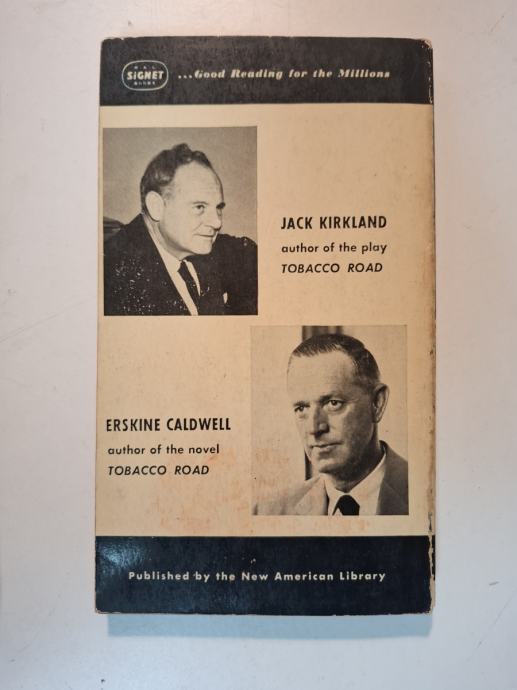 N A L
SIGNET
BOOKS
...Good Reading for the Millions
JACK KIRKLAND
author of the play
TOBACCO ROAD
ERSKINE CALDWELL
author of the novel
TOBACCO ROAD
Published by the New American Library